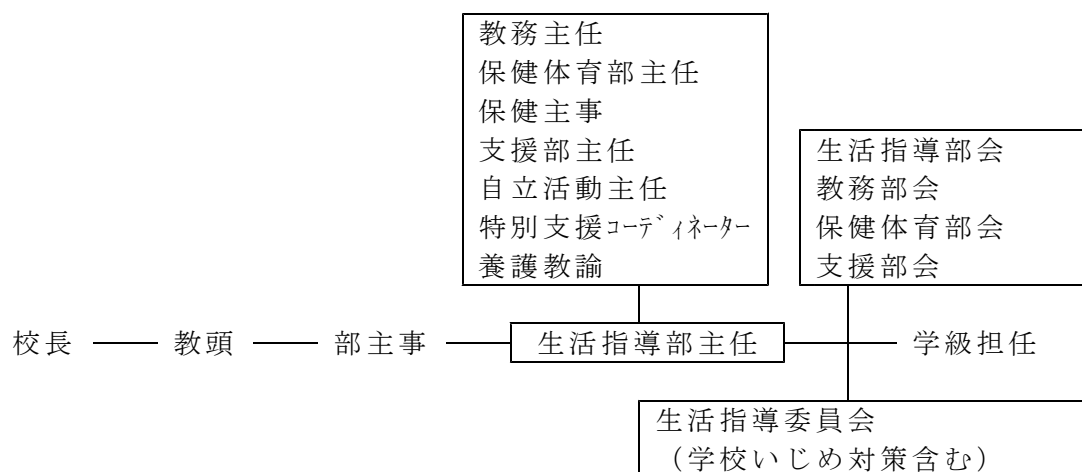 教務主任
保健体育部主任
保健主事
支援部主任
自立活動主任
特別支援ｺｰﾃﾞｨﾈｰﾀｰ
養護教諭
生活指導部会
教務部会
保健体育部会
支援部会
校長 教頭 部主事 生活指導部主任 学級担任
生活指導委員会
（学校いじめ対策含む）